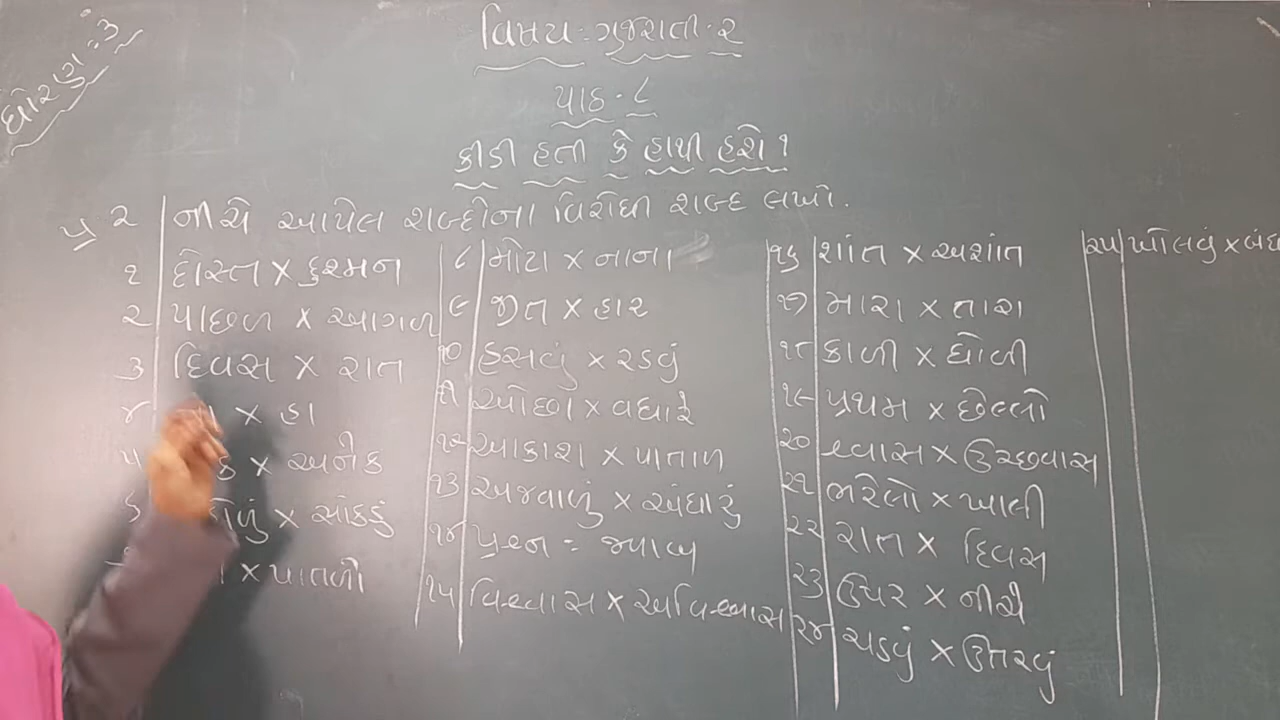 ધોરણ : ૩
વિષય : ગુજરાતી - ૨
પાઠ - ૮
કીડી હતી કે હાથી હશે ?
પ્ર ૨ નીચે આપેલ શબ્દોના વિરોધી શબ્દ લખો.
૧ દોસ્ત × દુશ્મન
૨ પાછળ × આગળ
૩ દિવસ × રાત
૪ × હા
૫ × અનેક
૬ × સાંકડું
× પાતળો
૮ મોટા × નાના
૯ જીત × હાર
૧૦ હસવું × રડવું
૧૧ ઓછા × વધારે
૧૨ આકાશ × પાતાળ
૧૩ અજવાળું × અંધારું
૧૪ પ્રશ્ન = જવાબ
૧૫ વિશ્વાસ × અવિશ્વાસ
૧૬ શાંત × અશાંત
૧૭ મારા × તારા
૧૮ કાળી × ધોળી
૧૯ પ્રથમ × છેલ્લો
૨૦ શ્વાસ × ઉચ્છવાસ
૨૧ ભરેલો × ખાલી
૨૨ રાત × દિવસ
૨૩ ઉપર × નીચે
૨૪ ચડવું × ઉતરવું
૨૫ ખોલવું × બંધ